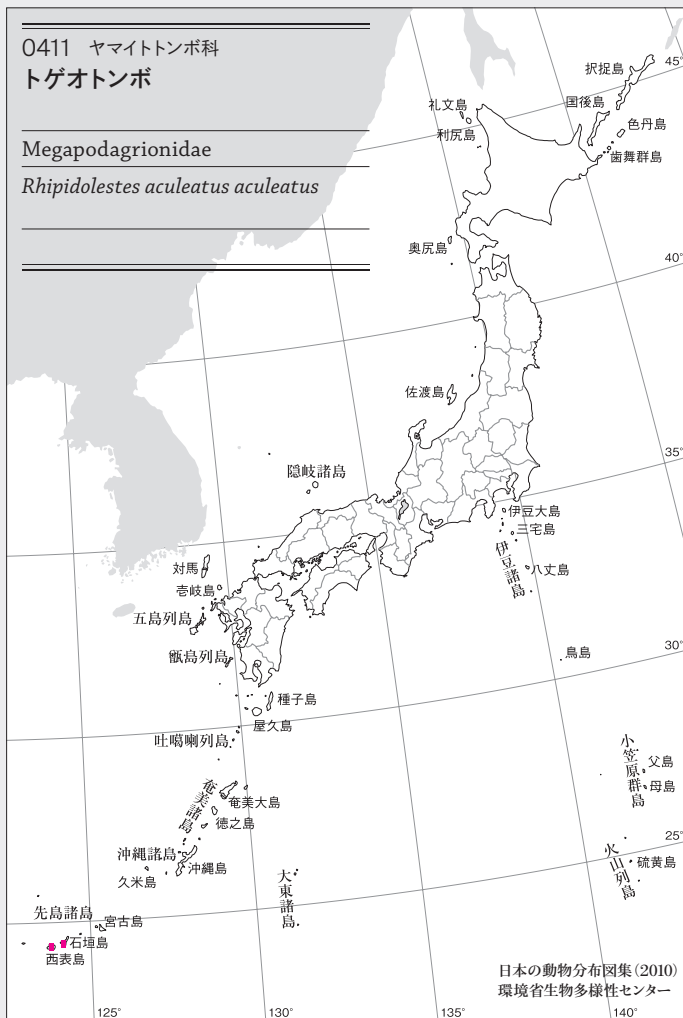 0411 ヤマイトトンボ科
トゲオトンボ
Megapodagrionidae
Rhipidolestes aculeatus aculeatus
択捉島
45°
国後島
礼文島
色丹島
利尻島
歯舞群島
奥尻島
40°
佐渡島
35°
隠岐諸島
伊豆大島
三宅島
伊豆諸島
八丈島
対馬
壱岐島
五島列島
甑島列島
鳥島
30°
種子島
屋久島
吐噶喇列島
小笠原群島
父島
母島
奄美諸島
奄美大島
徳之島
25°
沖縄諸島
沖縄島
久米島
大東諸島
火山列島
硫黄島
先島諸島
宮古島
石垣島
西表島
日本の動物分布図集(2010)
環境省生物多様性センター
125°
130°
135°
140°